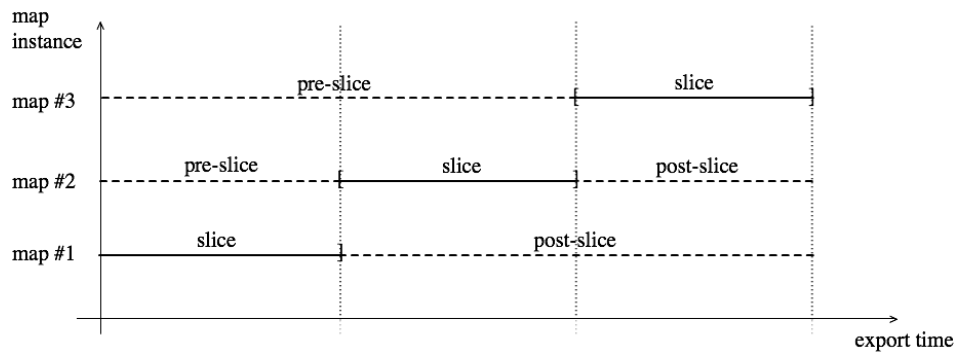 map
instance
pre-slice
slice
map #3
pre-slice
slice
post-slice
map #2
slice
post-slice
map #1
export time